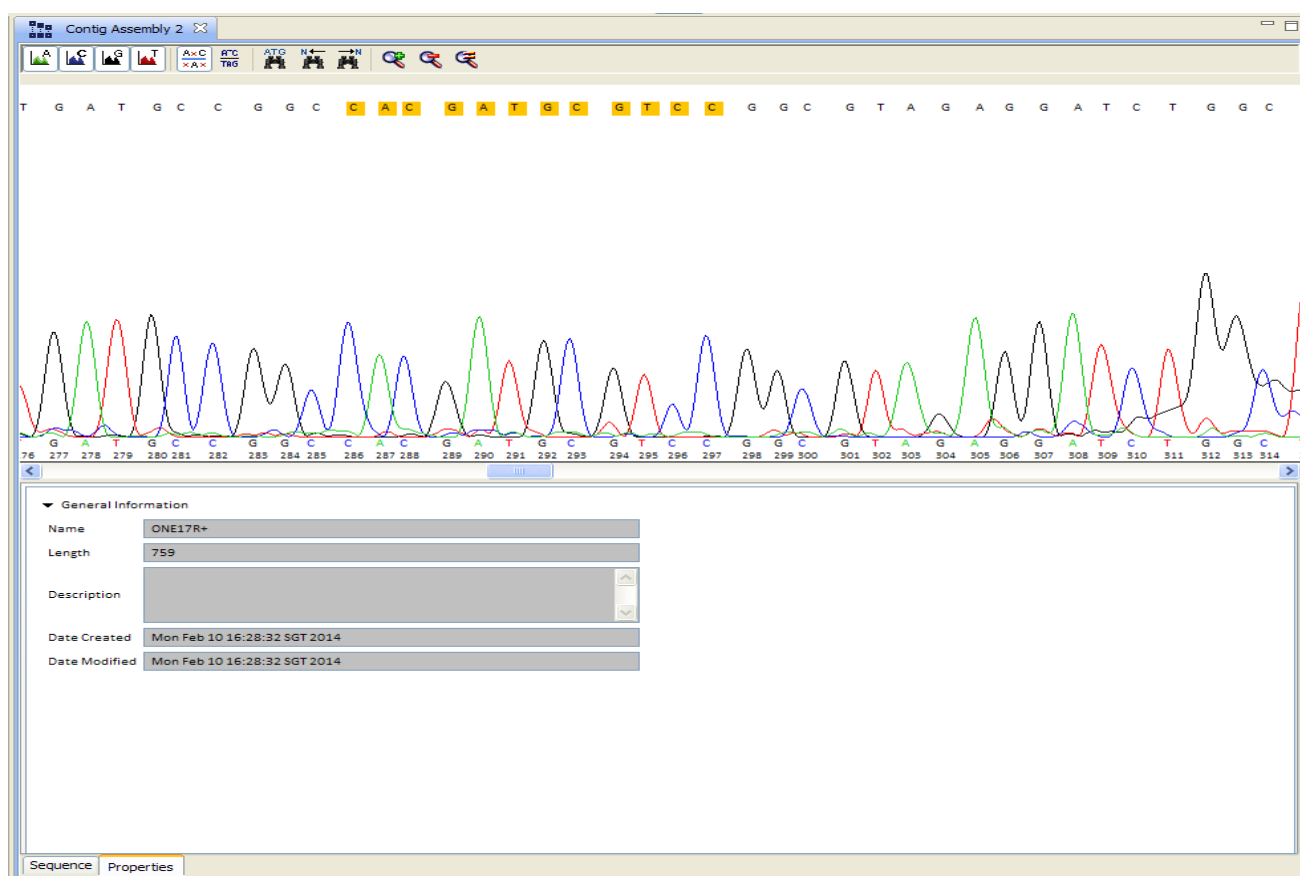 Contig Assembly 2
A C G T A×C ×A× ATC TAG ATG N N
T G A T G C C G G C C A C G A T G C G T C C G G C G T A G A G G A T C T G G C
G A T G C C G G C C A C G A T G C G T C C G G C G T A G A G G A T C T G G C
76 277 278 279 280 281 282 283 284 285 286 287 288 289 290 291 292 293 294 295 296 297 298 299 300 301 302 303 304 305 306 307 308 309 310 311 312 313 314
General Information
Name ONE17R+
Length 759
Description
Date Created Mon Feb 10 16:28:32 SGT 2014
Date Modified Mon Feb 10 16:28:32 SGT 2014
Sequence Properties